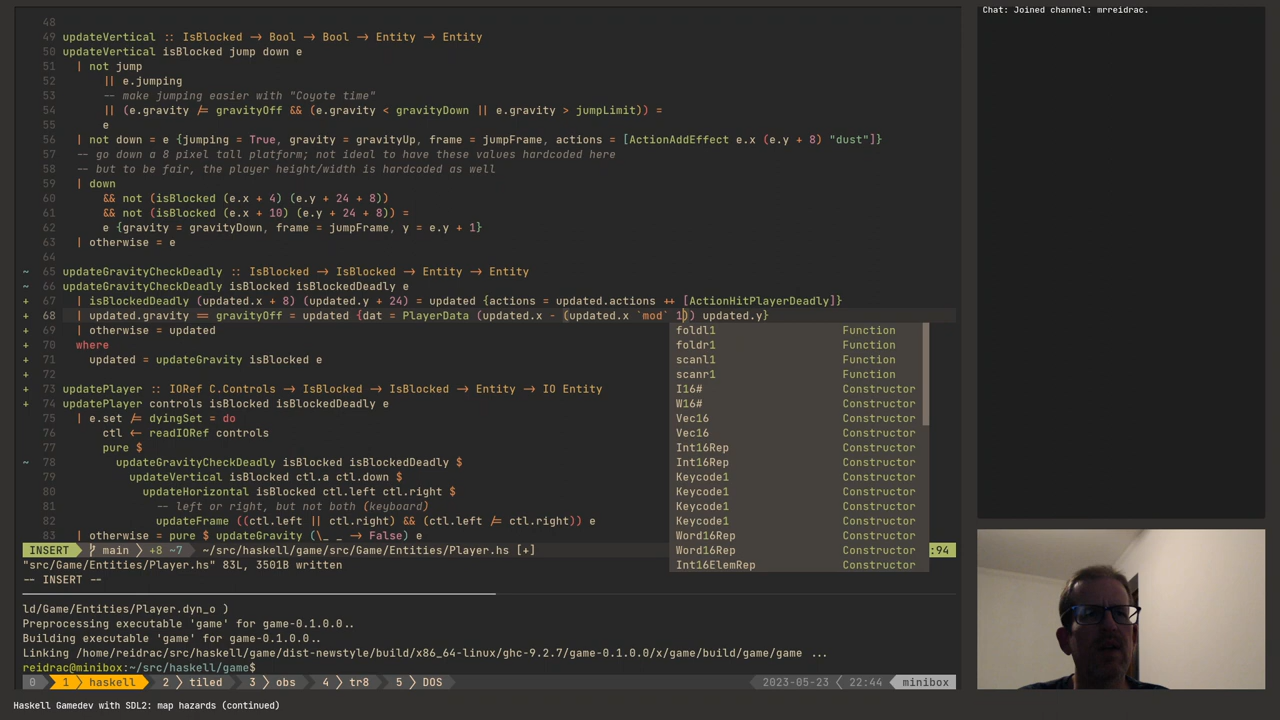 Chat: Joined channel: mrreidrac.
48
49 updateVertical :: IsBlocked → Bool → Bool → Entity → Entity
50 updateVertical isBlocked jump down e
51 | not jump
52 || e.jumping
53 -- make jumping easier with "Coyote time"
54 || (e.gravity /= gravityOff && (e.gravity < gravityDown || e.gravity > jumpLimit)) =
55 e
56 | not down = e {jumping = True, gravity = gravityUp, frame = jumpFrame, actions = [ActionAddEffect e.x (e.y + 8) "dust"]}
57 -- go down a 8 pixel tall platform; not ideal to have these values hardcoded here
58 -- but to be fair, the player height/width is hardcoded as well
59 | down
60 && not (isBlocked (e.x + 4) (e.y + 24 + 8))
61 && not (isBlocked (e.x + 10) (e.y + 24 + 8)) =
62 e {gravity = gravityDown, frame = jumpFrame, y = e.y + 1}
63 | otherwise = e
64
~ 65 updateGravityCheckDeadly :: IsBlocked → IsBlocked → Entity → Entity
~ 66 updateGravityCheckDeadly isBlocked isBlockedDeadly e
+ 67 | isBlockedDeadly (updated.x + 8) (updated.y + 24) = updated {actions = updated.actions ++ [ActionHitPlayerDeadly]}
+ 68 | updated.gravity == gravityOff = updated {dat = PlayerData (updated.x - (updated.x `mod` 1)) updated.y}
+ 69 | otherwise = updated
+ 70 where
+ 71 updated = updateGravity isBlocked e
+ 72
+ 73 updatePlayer :: IORef C.Controls → IsBlocked → IsBlocked → Entity → IO Entity
+ 74 updatePlayer controls isBlocked isBlockedDeadly e
75 | e.set /= dyingSet = do
76 ctl ← readIORef controls
77 pure $
~ 78 updateGravityCheckDeadly isBlocked isBlockedDeadly $
79 updateVertical isBlocked ctl.a ctl.down $
80 updateHorizontal isBlocked ctl.left ctl.right $
81 -- left or right, but not both (keyboard)
82 updateFrame ((ctl.left || ctl.right) && (ctl.left /= ctl.right)) e
83 | otherwise = pure $ updateGravity (\_ _ → False) e
foldl1 Function
foldr1 Function
scanl1 Function
scanr1 Function
I16# Constructor
W16# Constructor
Vec16 Constructor
Vec16 Constructor
Int16Rep Constructor
Int16Rep Constructor
Keycode1 Constructor
Keycode1 Constructor
Keycode1 Constructor
Keycode1 Constructor
Word16Rep Constructor
Word16Rep Constructor
Int16ElemRep Constructor
INSERT main +8 ~7 ~/src/haskell/game/src/Game/Entities/Player.hs [+] :94
"src/Game/Entities/Player.hs" 83L, 3501B written
-- INSERT --
ld/Game/Entities/Player.dyn_o )
Preprocessing executable 'game' for game-0.1.0.0..
Building executable 'game' for game-0.1.0.0..
Linking /home/reidrac/src/haskell/game/dist-newstyle/build/x86_64-linux/ghc-9.2.7/game-0.1.0.0/x/game/build/game/game ...
reidrac@minibox:~/src/haskell/game$
0 1 haskell 2 tiled 3 obs 4 tr8 5 DOS 2023-05-23 22:44 minibox
Haskell Gamedev with SDL2: map hazards (continued)